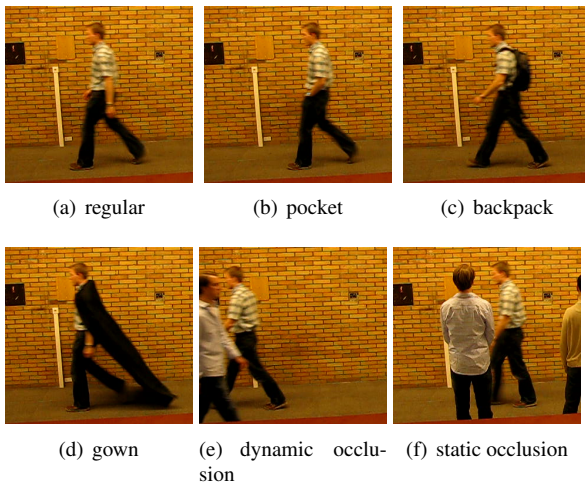 (a) regular
(b) pocket
(c) backpack
(d) gown
(e) dynamic occlu-
sion
(f) static occlusion